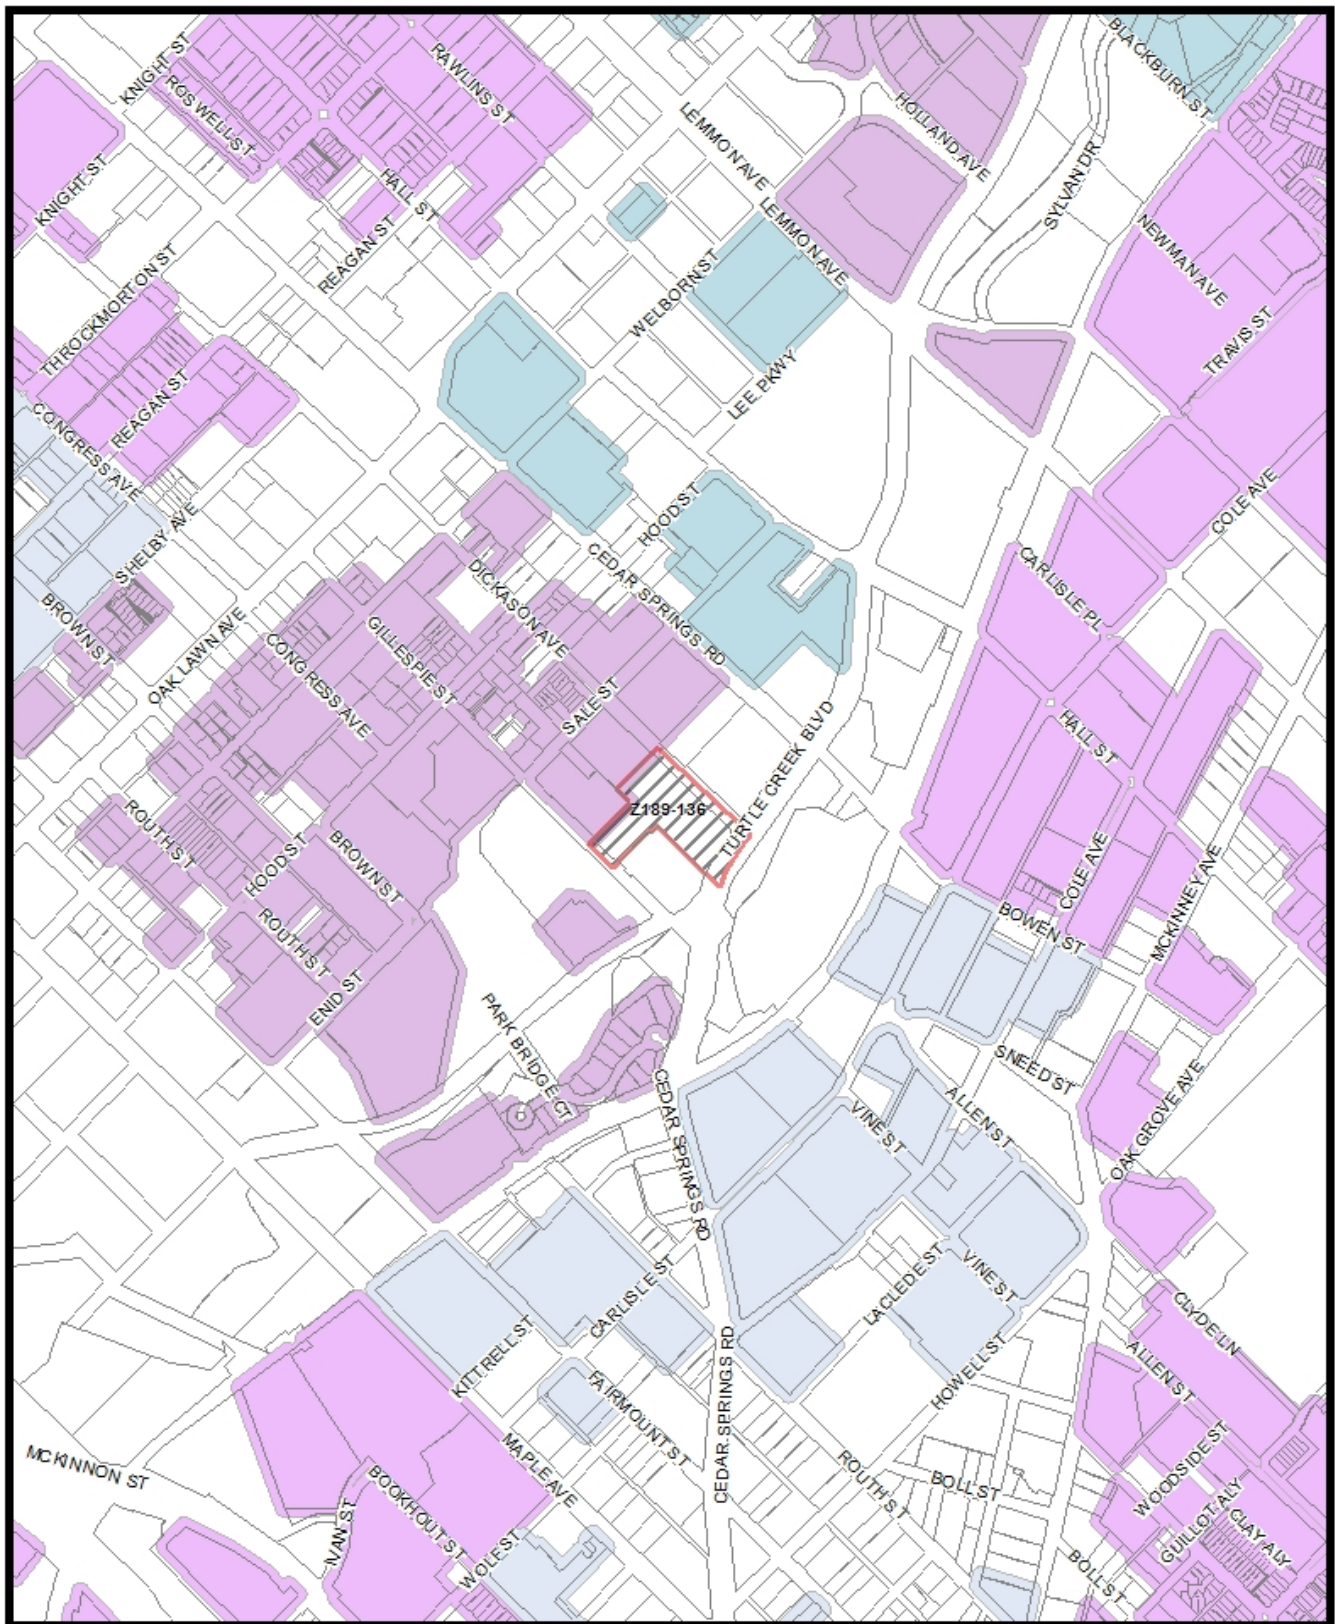 KNIGHT ST
RAWLINS ST
BLACKBURN ST
ROSWELL ST
LEMMON AVE
HOLLAND AVE
KNIGHT ST
HALL ST
SYLVAN DR
LEMMON AVE
REAGAN ST
NEWMAN AVE
WELBORN ST
THROCKMORTON ST
TRAVIS ST
LEE PKWY
REAGAN ST
CONGRESS AVE
COLE AVE
HOOD ST
SHELBY AVE
CEDAR SPRINGS RD
CARLISLE PL
DICKASON AVE
BROWN ST
GILLESPIE ST
OAK LAWN AVE
CONGRESS AVE
SALE ST
HALL ST
TURTLE CREEK BLVD
Z189-136
ROUTH ST
HOOD ST
BROWN ST
COLE AVE
MCKINNEY AVE
BOWEN ST
ROUTH ST
ENID ST
PARK BRIDGE CT
SNEED ST
CEDAR SPRINGS RD
VINE ST
ALLEN ST
OAK GROVE AVE
LACLEDE ST
VINE ST
CARLISLE ST
CLYDE LN
KITTRELL ST
CEDAR SPRINGS RD
HOWELL ST
ALLEN ST
FAIRMOUNT ST
MCKINNON ST
MAPLE AVE
ROUTH ST
BOLL ST
WOODSIDE ST
BOOKHOUT ST
IVAN ST
GUILLOT ALY
CLAY ALY
WOLF ST
BOLL ST